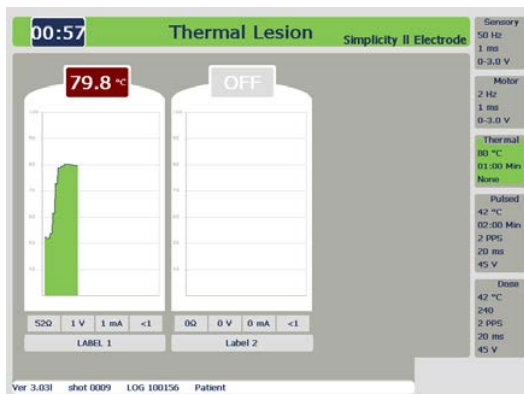 00:57
Thermal Lesion
Simplicity II Electrode
79.8 °C
OFF
52Ω 1 V 1 mA <1
LABEL 1
0Ω 0 V 0 mA <1
Label 2
Sensory
50 Hz
1 ms
0-3.0 V
Motor
2 Hz
1 ms
0-3.0 V
Thermal
80 °C
01:00 Min
None
Pulsed
42 °C
02:00 Min
2 PPS
20 ms
45 V
Dose
42 °C
240
2 PPS
20 ms
45 V
Ver 3.03l shot 0009 LOG 100156 Patient